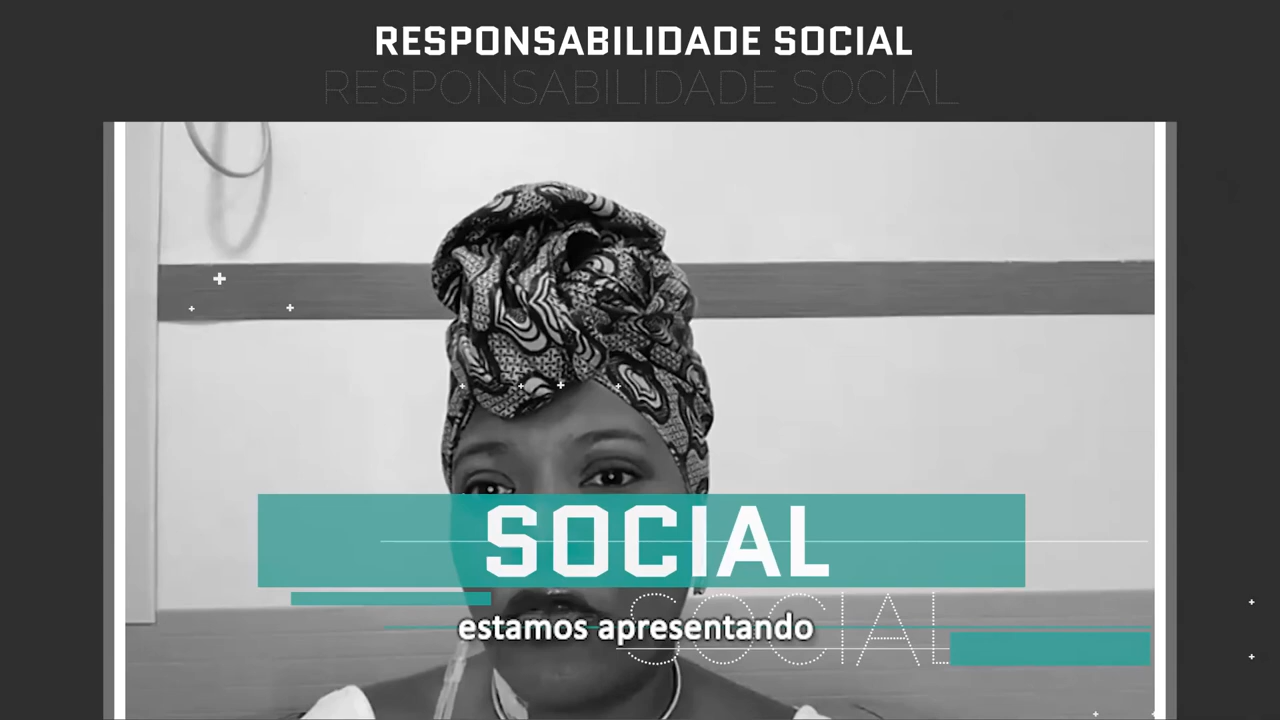 RESPONSABILIDADE SOCIAL
RESPONSABILIDADE SOCIAL
SOCIAL
SOCIAL
estamos apresentando